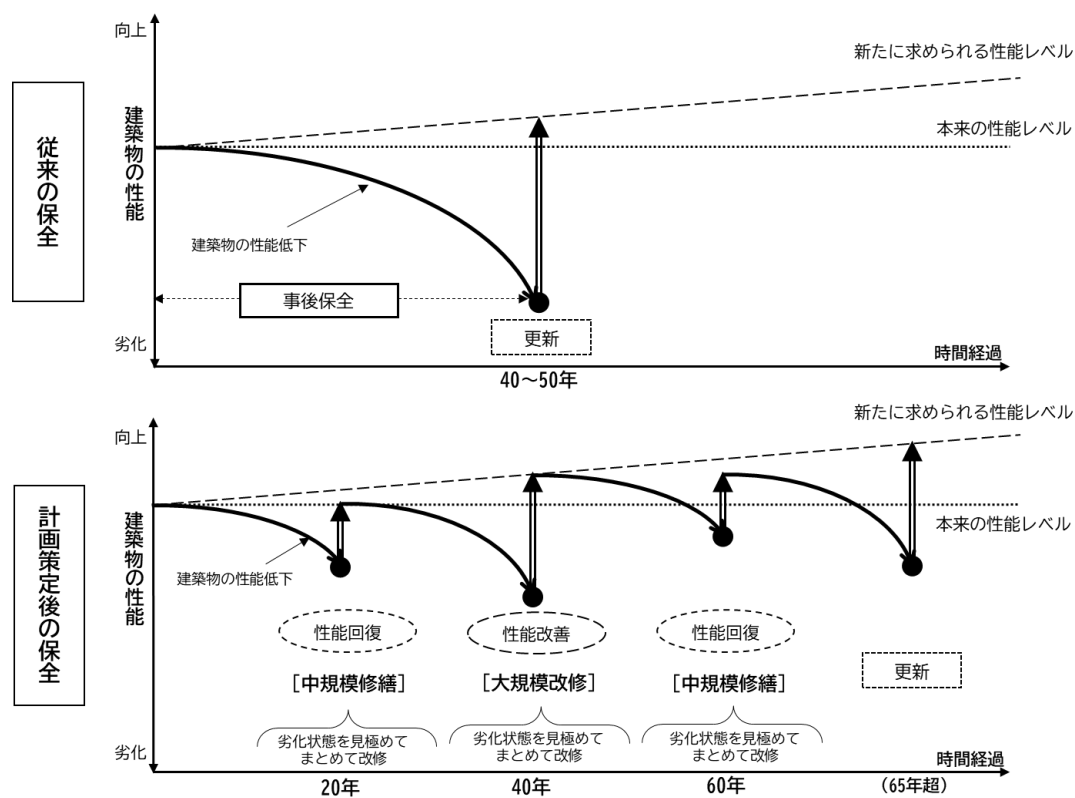 従来の保全
向上
建築物の性能
劣化
新たに求められる性能レベル
本来の性能レベル
建築物の性能低下
事後保全
更新
時間経過
40～50年
計画策定後の保全
向上
建築物の性能
劣化
新たに求められる性能レベル
本来の性能レベル
建築物の性能低下
性能回復
性能改善
性能回復
更新
［中規模修繕］
［大規模改修］
［中規模修繕］
劣化状態を見極めて
まとめて改修
劣化状態を見極めて
まとめて改修
劣化状態を見極めて
まとめて改修
時間経過
20年
40年
60年
（65年超）